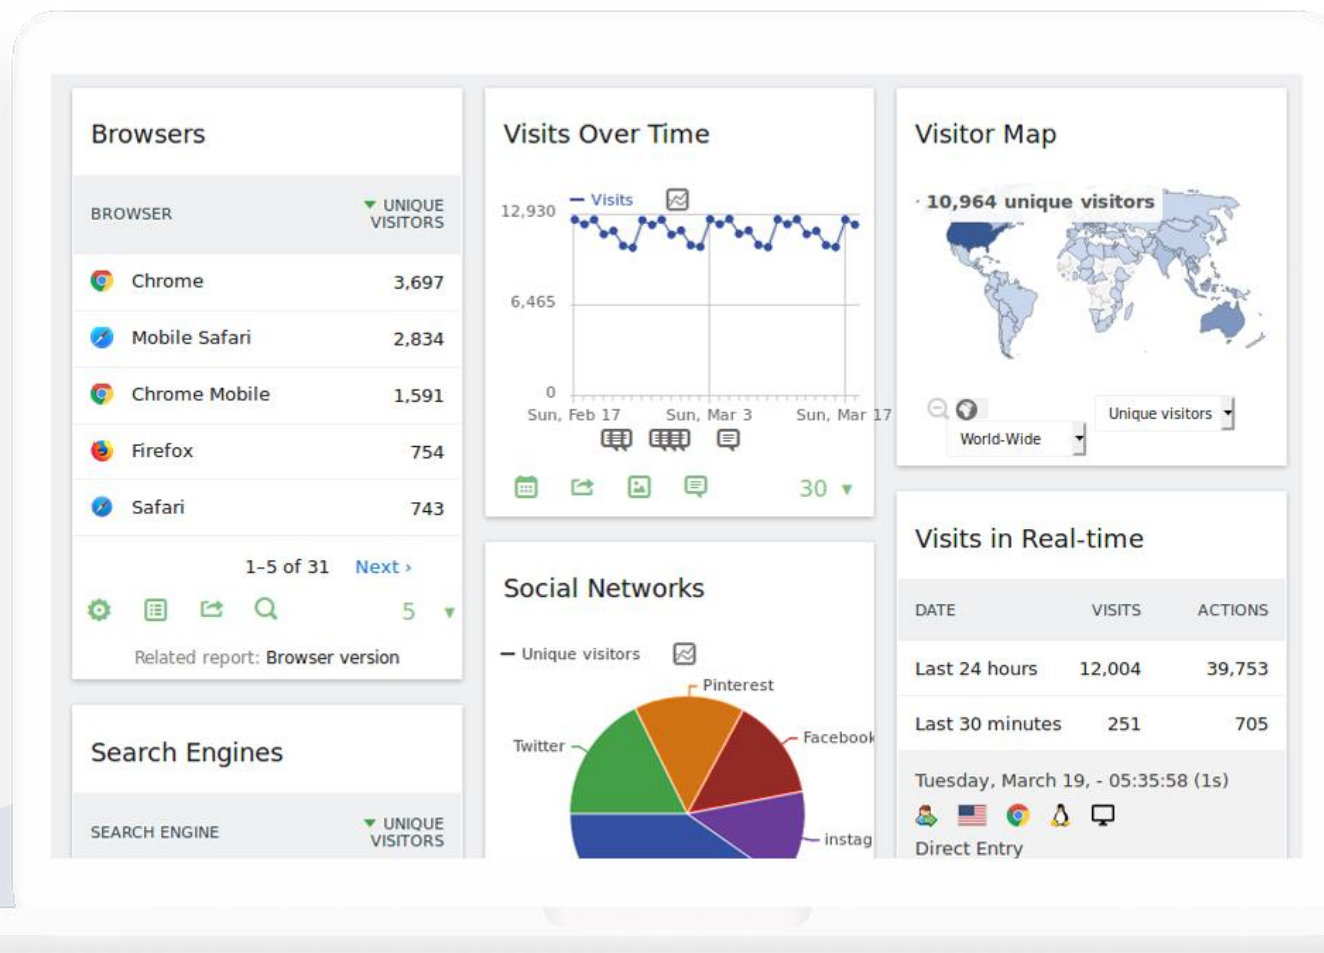 Browsers
BROWSER
UNIQUE
VISITORS
Chrome 3,697
Mobile Safari 2,834
Chrome Mobile 1,591
Firefox 754
Safari 743
1–5 of 31 Next ›
5
Related report: Browser version
Search Engines
SEARCH ENGINE
UNIQUE
VISITORS
Visits Over Time
Visits
12,930
6,465
0
Sun, Feb 17 Sun, Mar 3 Sun, Mar 17
30
Social Networks
Unique visitors
Pinterest
Twitter
Facebook
instag
Visitor Map
10,964 unique visitors
Unique visitors
World-Wide
Visits in Real-time
DATE VISITS ACTIONS
Last 24 hours 12,004 39,753
Last 30 minutes 251 705
Tuesday, March 19, - 05:35:58 (1s)
Direct Entry